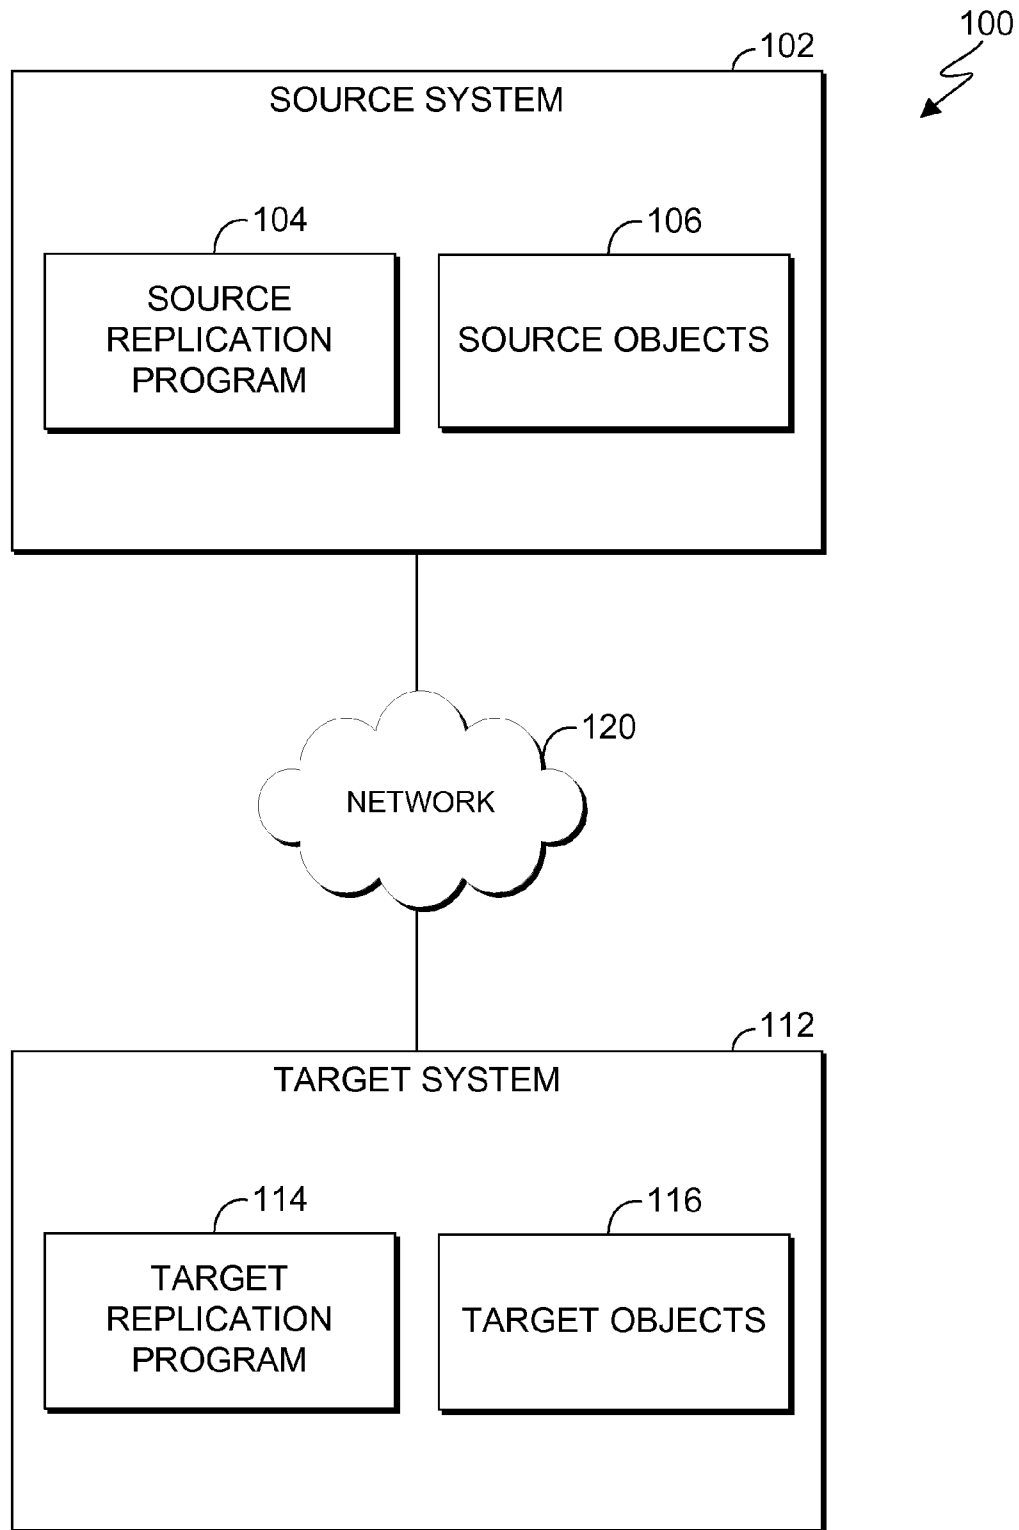 100
102
SOURCE SYSTEM
104
SOURCE
REPLICATION
PROGRAM
106
SOURCE OBJECTS
120
NETWORK
112
TARGET SYSTEM
114
TARGET
REPLICATION
PROGRAM
116
TARGET OBJECTS